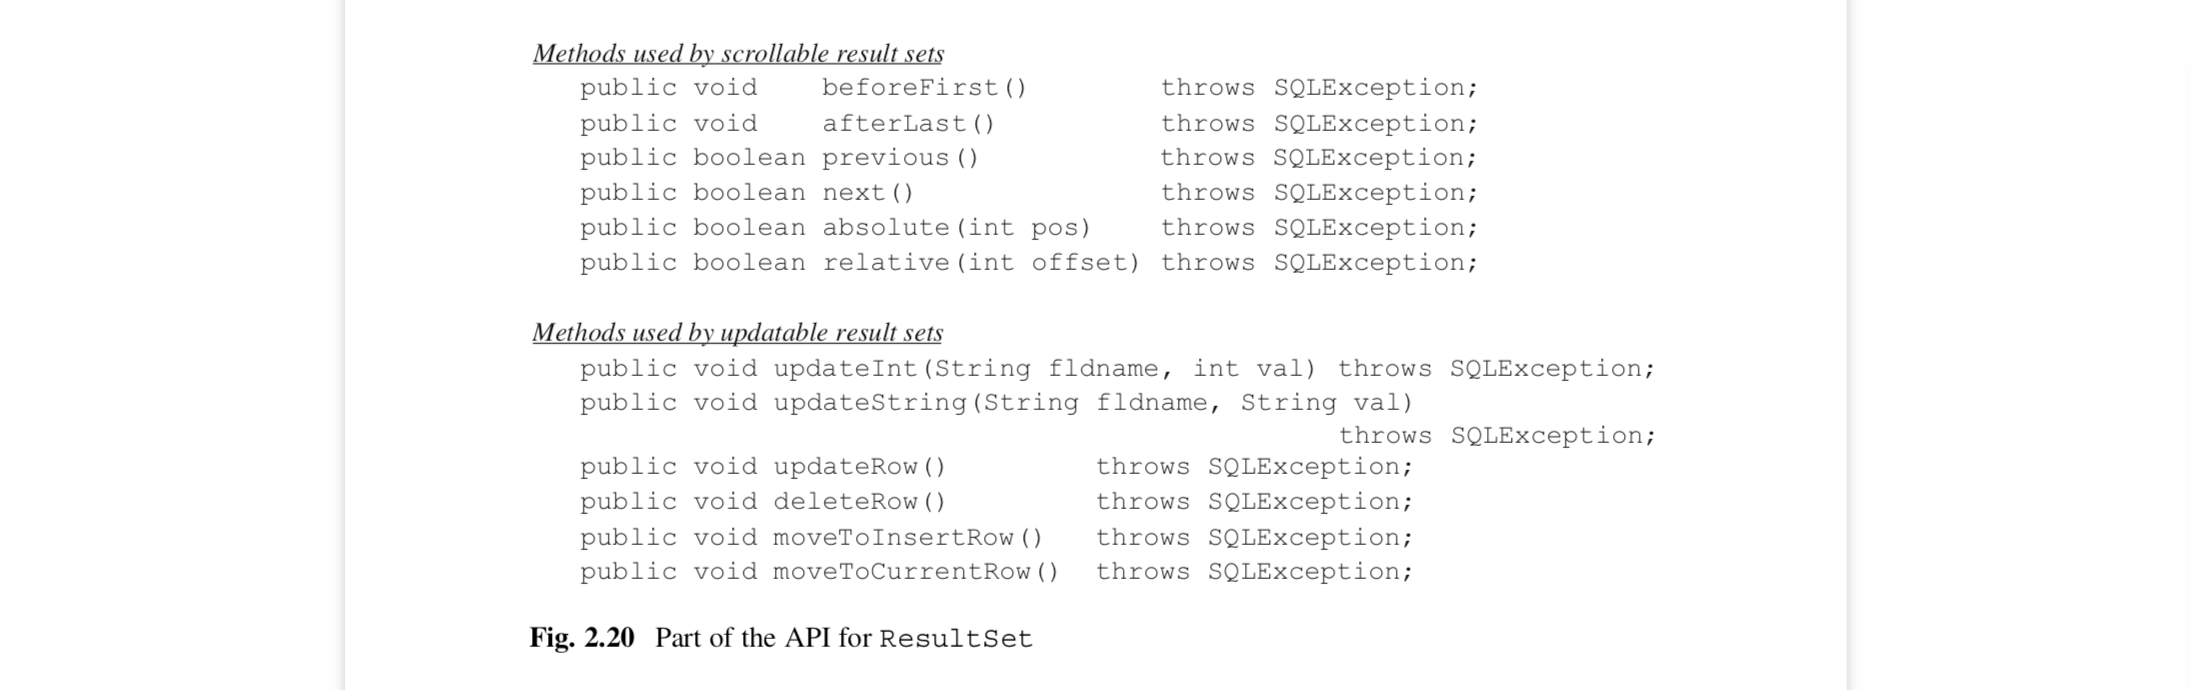 Methods used by scrollable result sets
public void beforeFirst() throws SQLException;
public void afterLast() throws SQLException;
public boolean previous() throws SQLException;
public boolean next() throws SQLException;
public boolean absolute(int pos) throws SQLException;
public boolean relative(int offset) throws SQLException;
Methods used by updatable result sets
public void updateInt(String fldname, int val) throws SQLException;
public void updateString(String fldname, String val)
throws SQLException;
public void updateRow() throws SQLException;
public void deleteRow() throws SQLException;
public void moveToInsertRow() throws SQLException;
public void moveToCurrentRow() throws SQLException;
Fig. 2.20 Part of the API for ResultSet